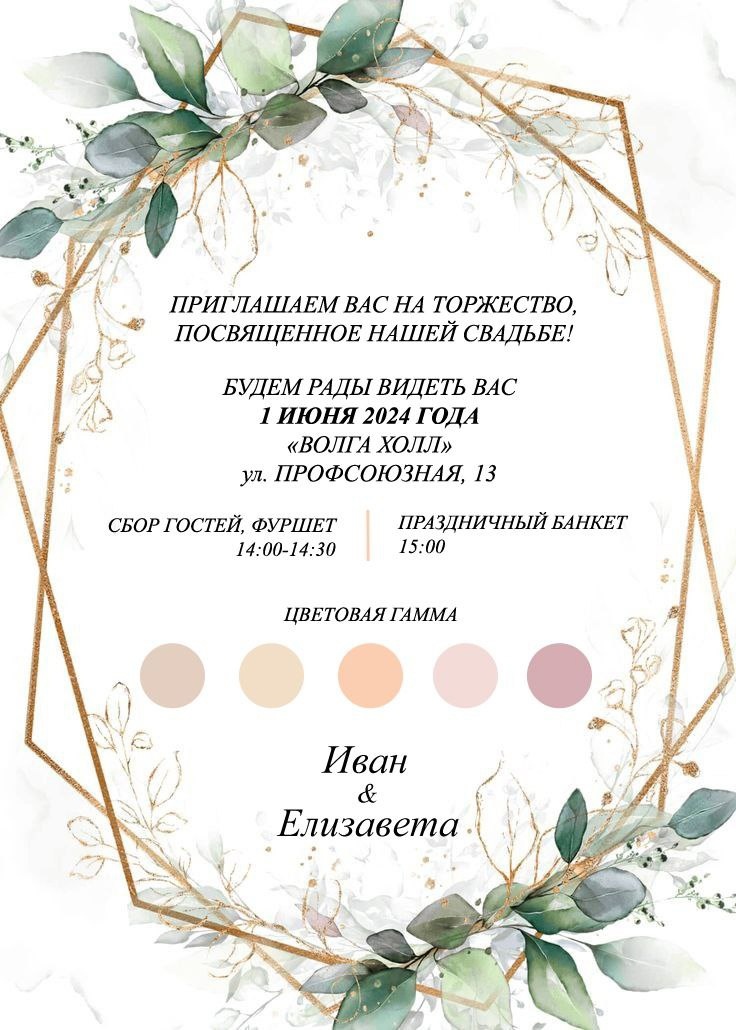 ПРИГЛАШАЕМ ВАС НА ТОРЖЕСТВО,
ПОСВЯЩЕННОЕ НАШЕЙ СВАДЬБЕ!
БУДЕМ РАДЫ ВИДЕТЬ ВАС
1 ИЮНЯ 2024 ГОДА
«ВОЛГА ХОЛЛ»
ул. ПРОФСОЮЗНАЯ, 13
СБОР ГОСТЕЙ, ФУРШЕТ
14:00-14:30
ПРАЗДНИЧНЫЙ БАНКЕТ
15:00
ЦВЕТОВАЯ ГАММА
Иван
&
Елизавета